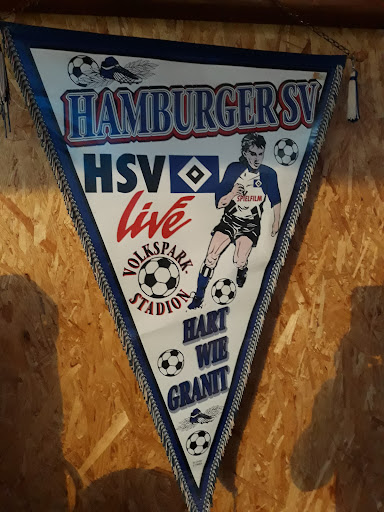 HAMBURGER SV
HSV
live
VOLKSPARK-
STADION
SPIELFILM
HART
WIE
GRANIT